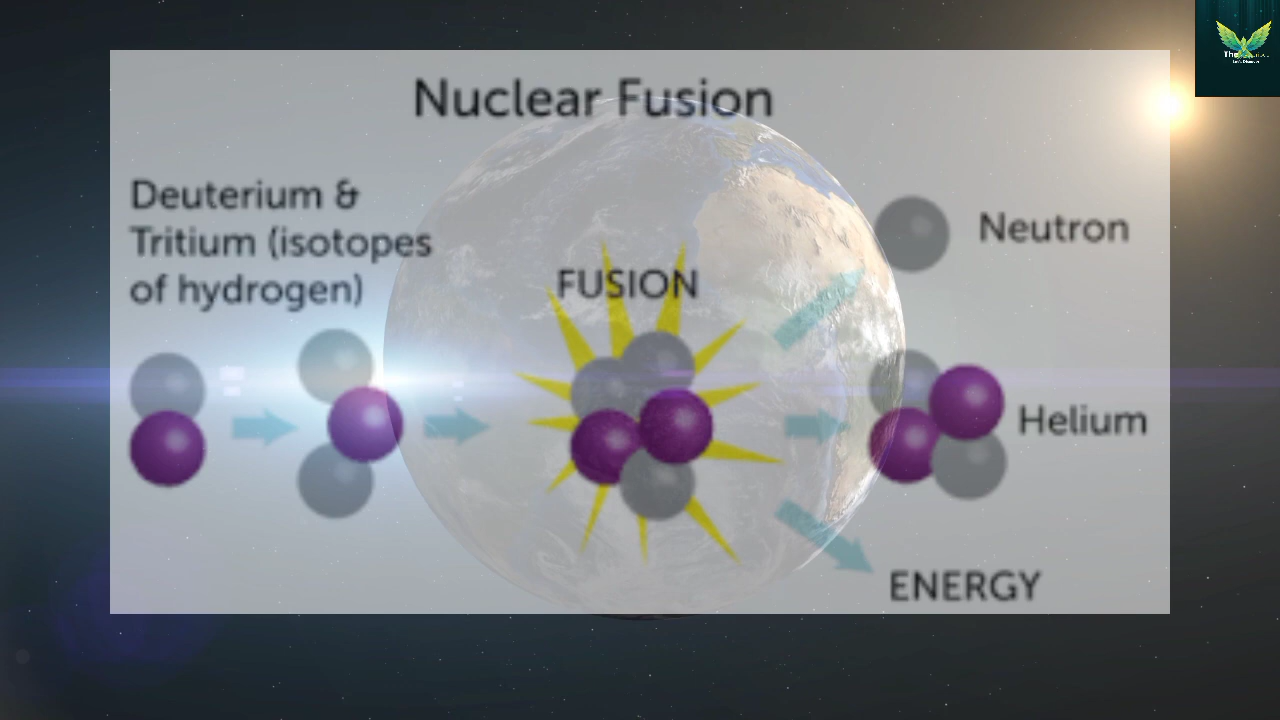 Nuclear Fusion
Deuterium &
Tritium (isotopes
of hydrogen)
FUSION
Neutron
Helium
ENERGY